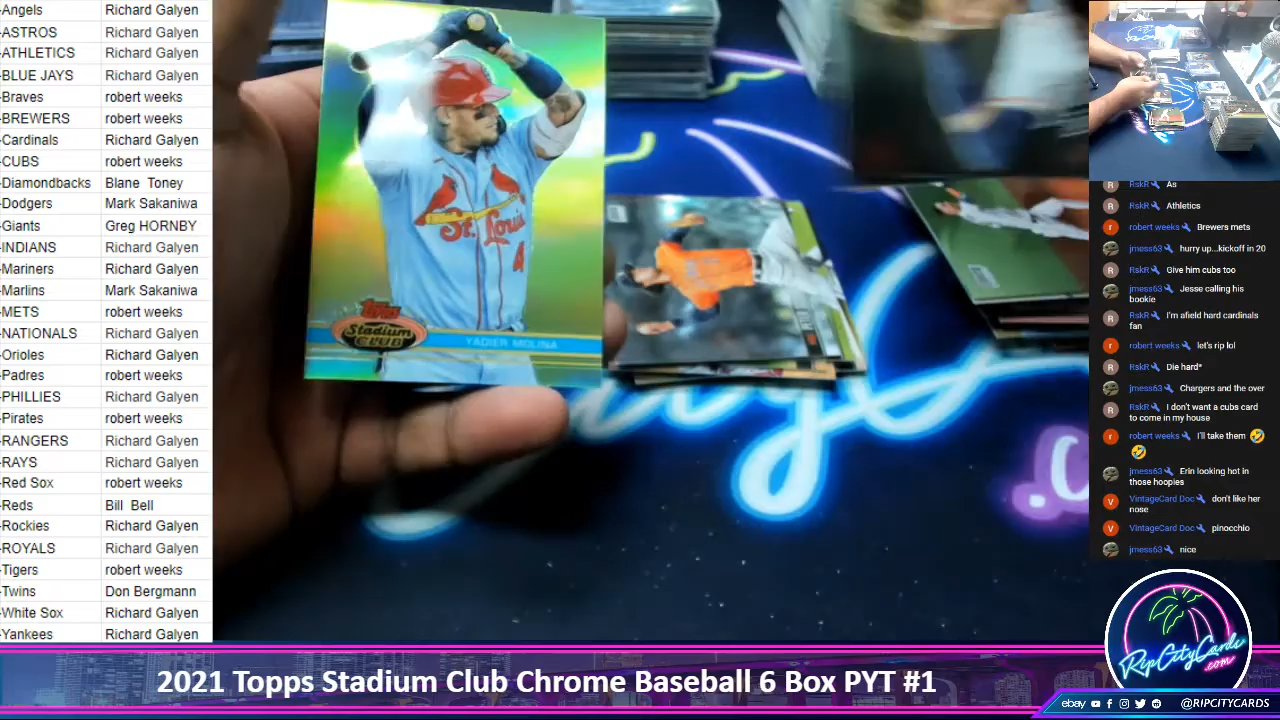 -Angels Richard Galyen
-ASTROS Richard Galyen
-ATHLETICS Richard Galyen
-BLUE JAYS Richard Galyen
-Braves robert weeks
-BREWERS robert weeks
-Cardinals Richard Galyen
-CUBS robert weeks
-Diamondbacks Blane Toney
-Dodgers Mark Sakaniwa
-Giants Greg HORNBY
-INDIANS Richard Galyen
-Mariners Richard Galyen
-Marlins Mark Sakaniwa
-METS robert weeks
-NATIONALS Richard Galyen
-Orioles Richard Galyen
-Padres robert weeks
-PHILLIES Richard Galyen
-Pirates robert weeks
-RANGERS Richard Galyen
-RAYS Richard Galyen
-Red Sox robert weeks
-Reds Bill Bell
-Rockies Richard Galyen
-ROYALS Richard Galyen
-Tigers robert weeks
-Twins Don Bergmann
-White Sox Richard Galyen
-Yankees Richard Galyen
St. Louis
4
Topps
Stadium
CLUB
YADIER MOLINA
R RskR As
R RskR Athletics
r robert weeks Brewers mets
jmess63 hurry up...kickoff in 20
R RskR Give him cubs too
jmess63 Jesse calling his
bookie
R RskR I'm afield hard cardinals
fan
r robert weeks let's rip lol
R RskR Die hard*
jmess63 Chargers and the over
R RskR I don't want a cubs card
to come in my house
r robert weeks I'll take them 🤣
🤣
jmess63 Erin looking hot in
those hoopies
V VintageCard Doc don't like her
nose
V VintageCard Doc pinocchio
jmess63 nice
RipCityCards
.com
2021 Topps Stadium Club Chrome Baseball 6 Box PYT #1
ebay @RIPCITYCARDS